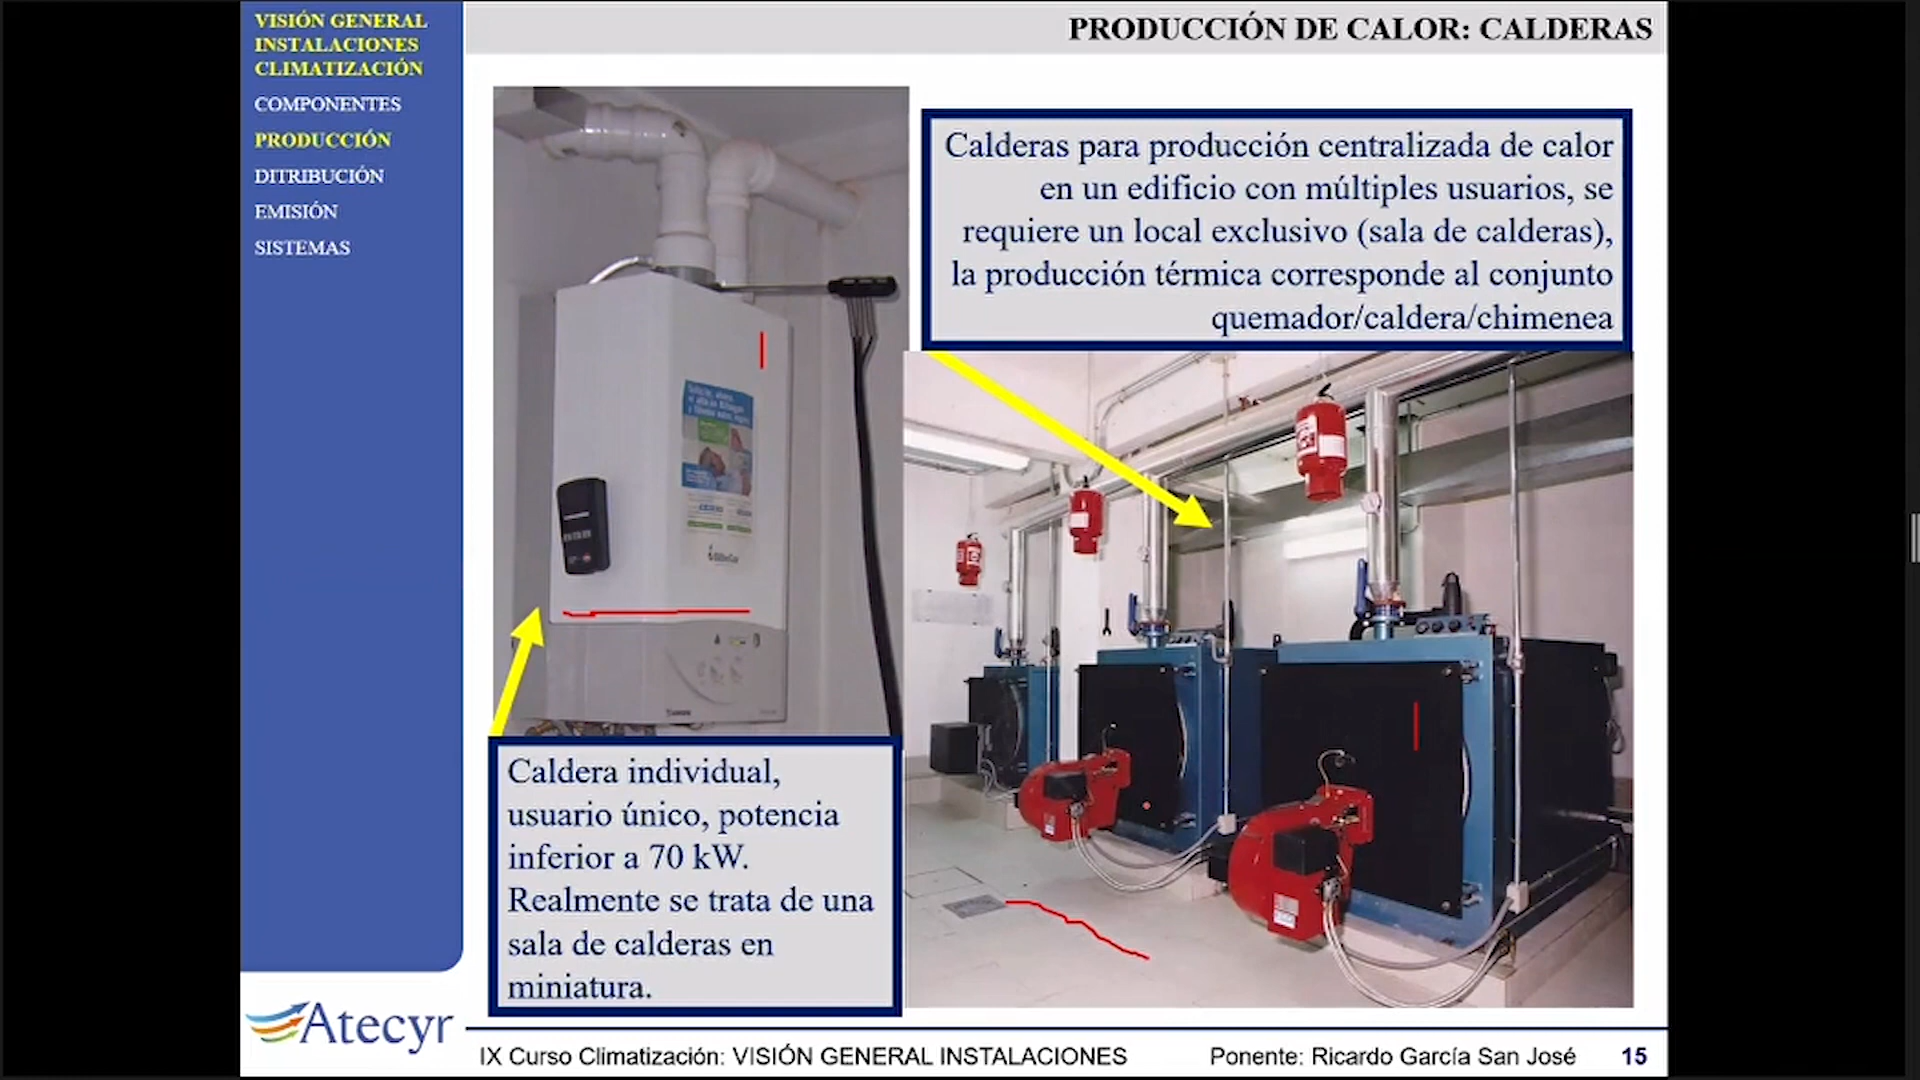 VISIÓN GENERAL
INSTALACIONES
CLIMATIZACIÓN
COMPONENTES
PRODUCCIÓN
DITRIBUCIÓN
EMISIÓN
SISTEMAS
PRODUCCIÓN DE CALOR: CALDERAS
Calderas para producción centralizada de calor
en un edificio con múltiples usuarios, se
requiere un local exclusivo (sala de calderas),
la producción térmica corresponde al conjunto
quemador/caldera/chimenea
Caldera individual,
usuario único, potencia
inferior a 70 kW.
Realmente se trata de una
sala de calderas en
miniatura.
Atecyr
IX Curso Climatización: VISIÓN GENERAL INSTALACIONES
Ponente: Ricardo García San José
15